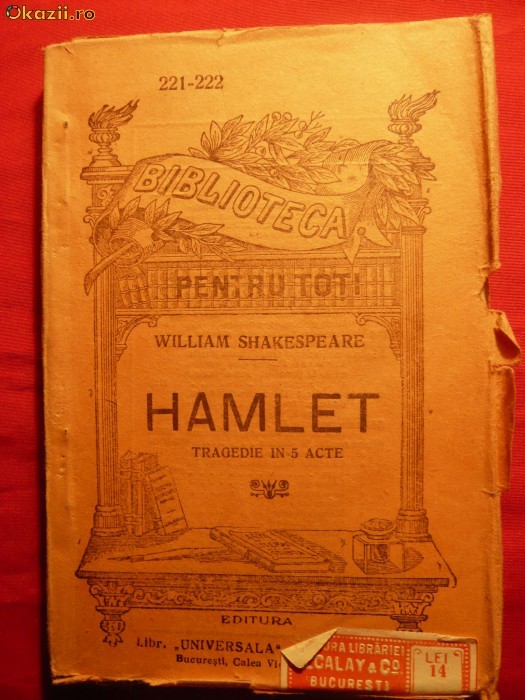 Okazii.ro
221-222
BIBLIOTECA
PENTRU TOTI
WILLIAM SHAKESPEARE
HAMLET
TRAGEDIE IN 5 ACTE
EDITURA
Libr. „UNIVERSALA"
Bucureşti, Calea
LIBRĂRIEI
& Co.
BUCUREŞTI
LEI
14